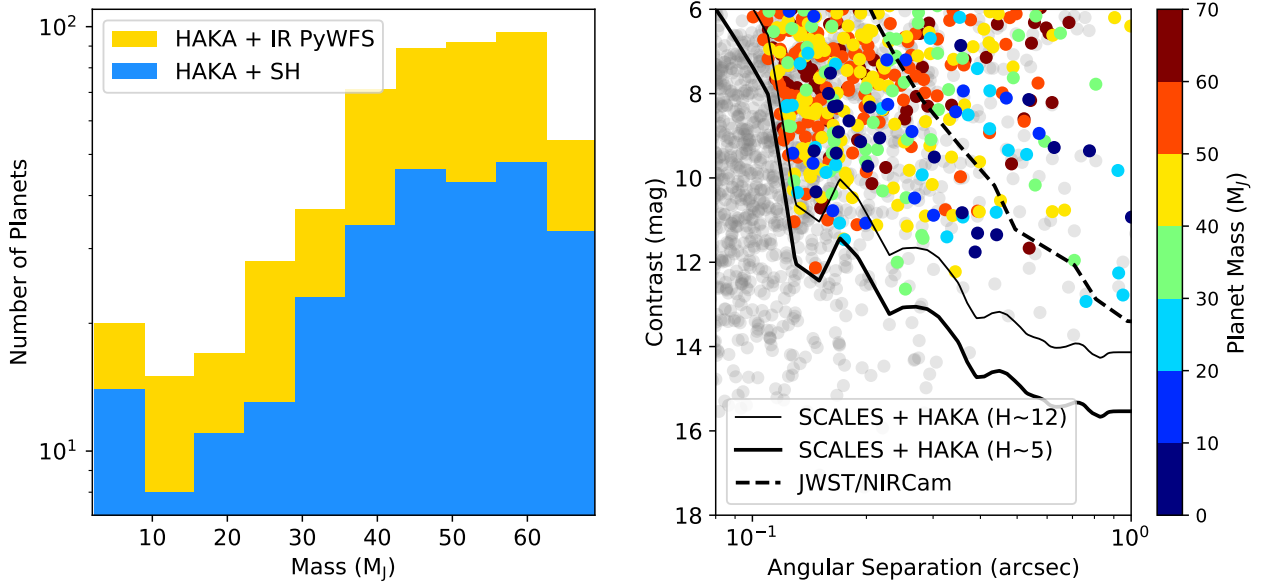 10²
10¹
Number of Planets
HAKA + IR PyWFS
HAKA + SH
10
20
30
40
50
60
Mass (M_J)
6
8
10
12
14
16
18
Contrast (mag)
SCALES + HAKA (H~12)
SCALES + HAKA (H~5)
JWST/NIRCam
10⁻¹
10⁰
Angular Separation (arcsec)
70
60
50
40
30
20
10
0
Planet Mass (M_J)